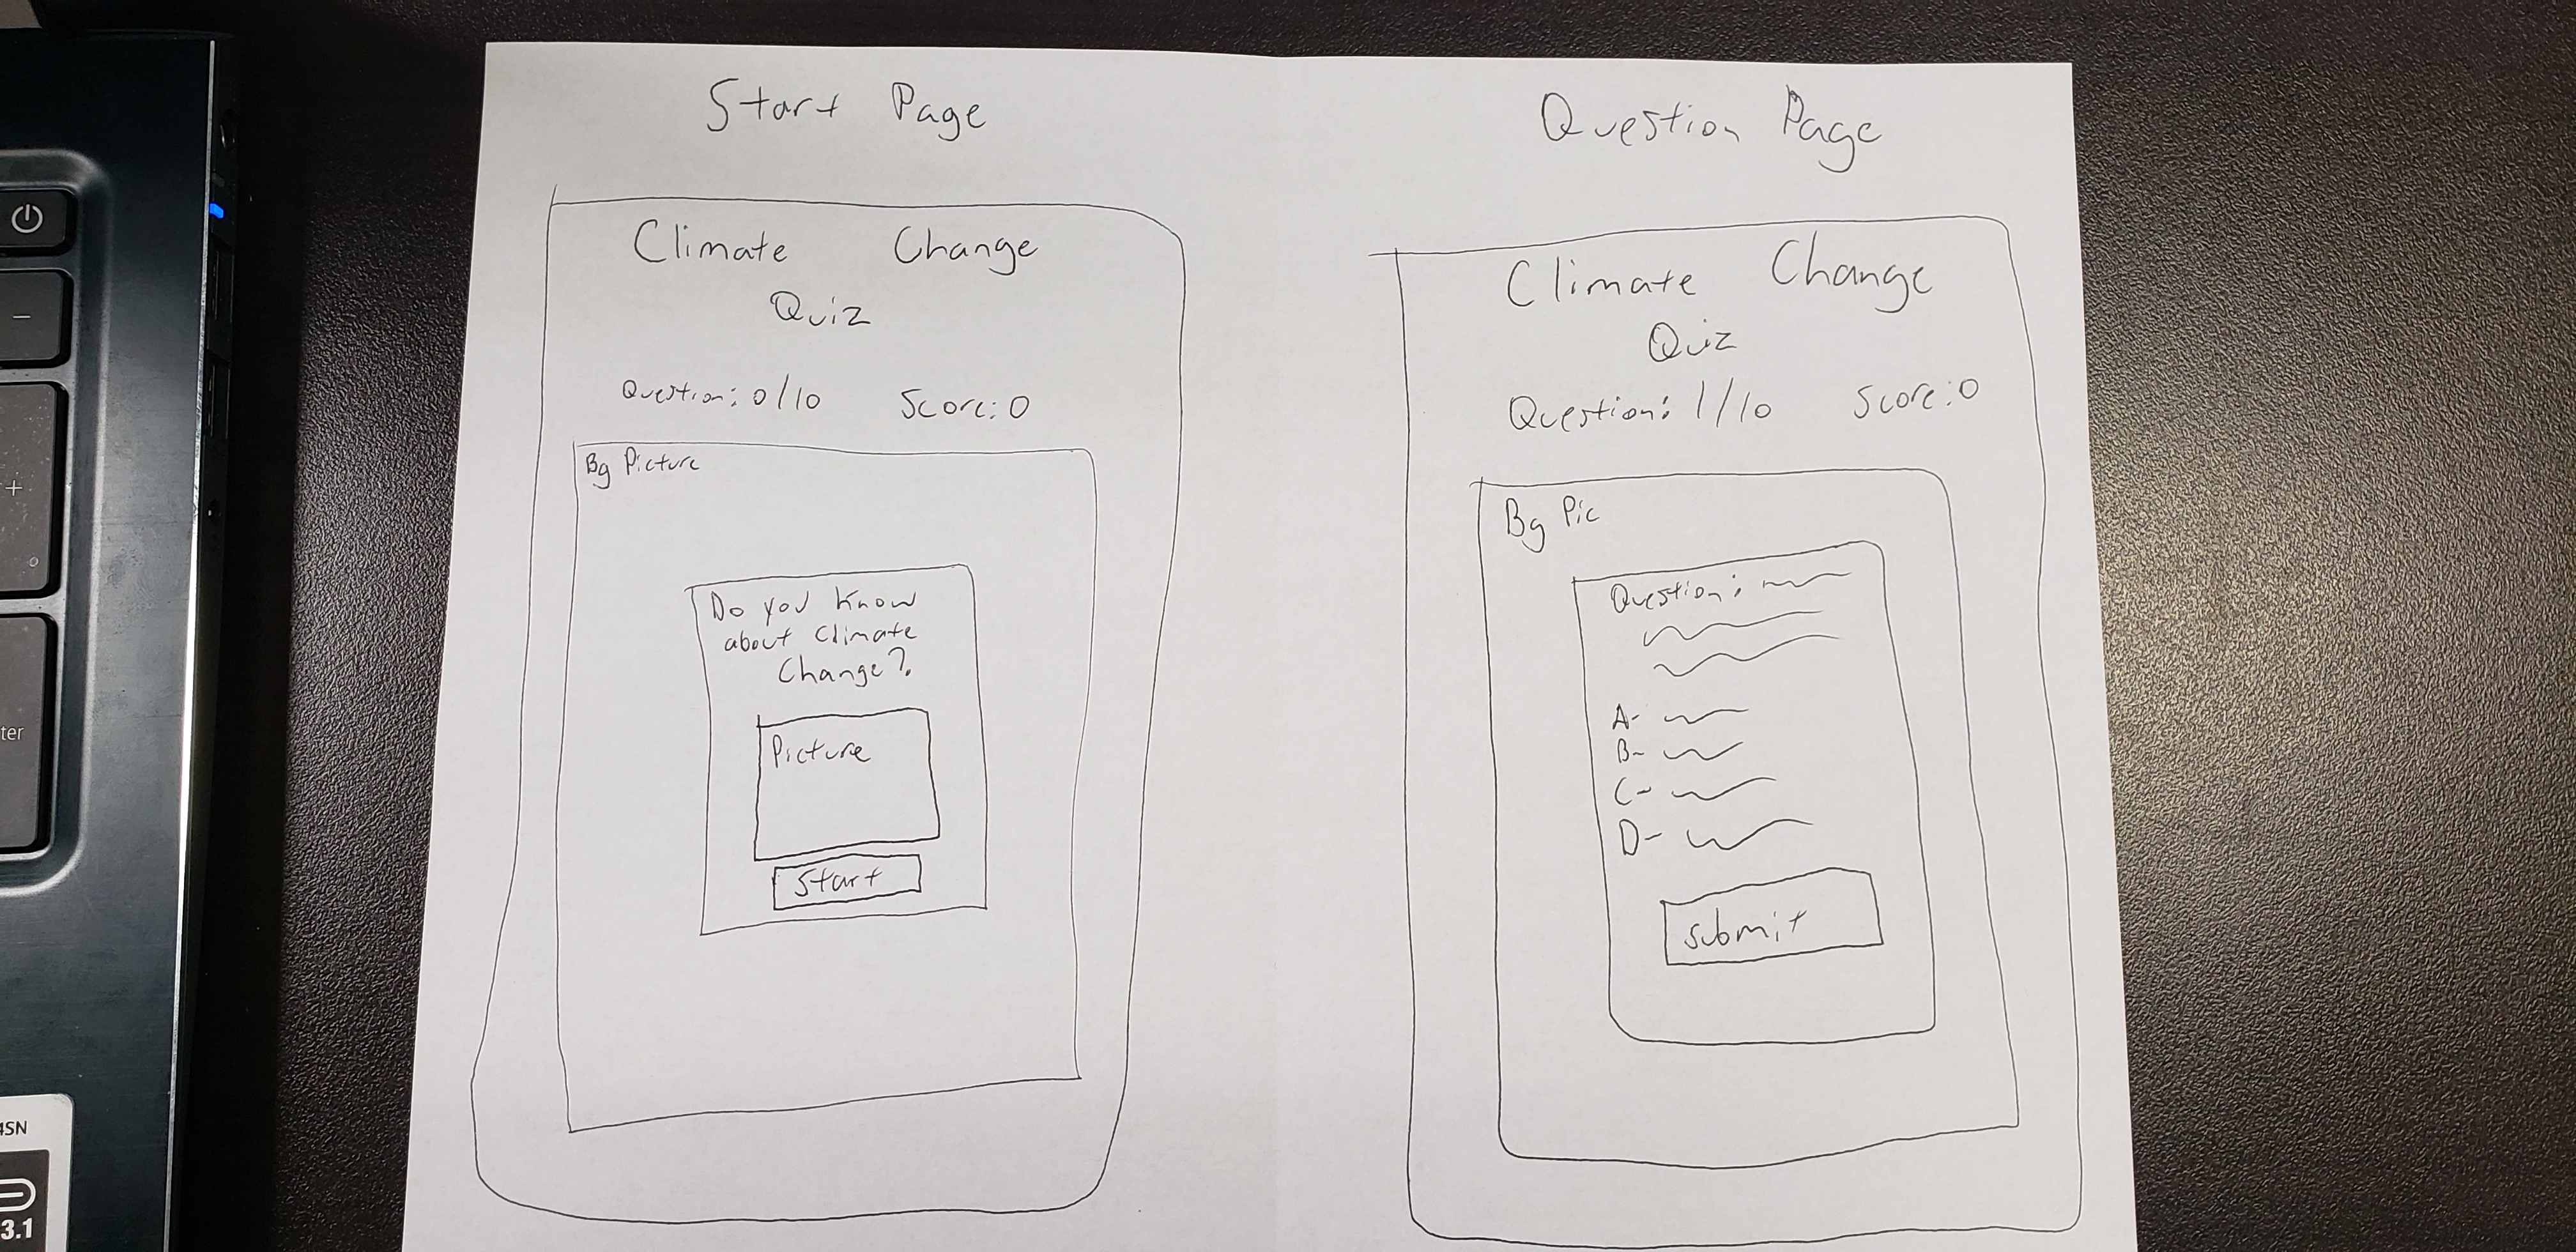 Start Page
Climate Change
Quiz
Question: 0/10 Score: 0
Bg Picture
Do you know
about Climate
Change?
Picture
Start
Question Page
Climate Change
Quiz
Question: 1/10 Score: 0
Bg Pic
Question:
A-
B-
C-
D-
Submit
-
+
ter
4SN
3.1